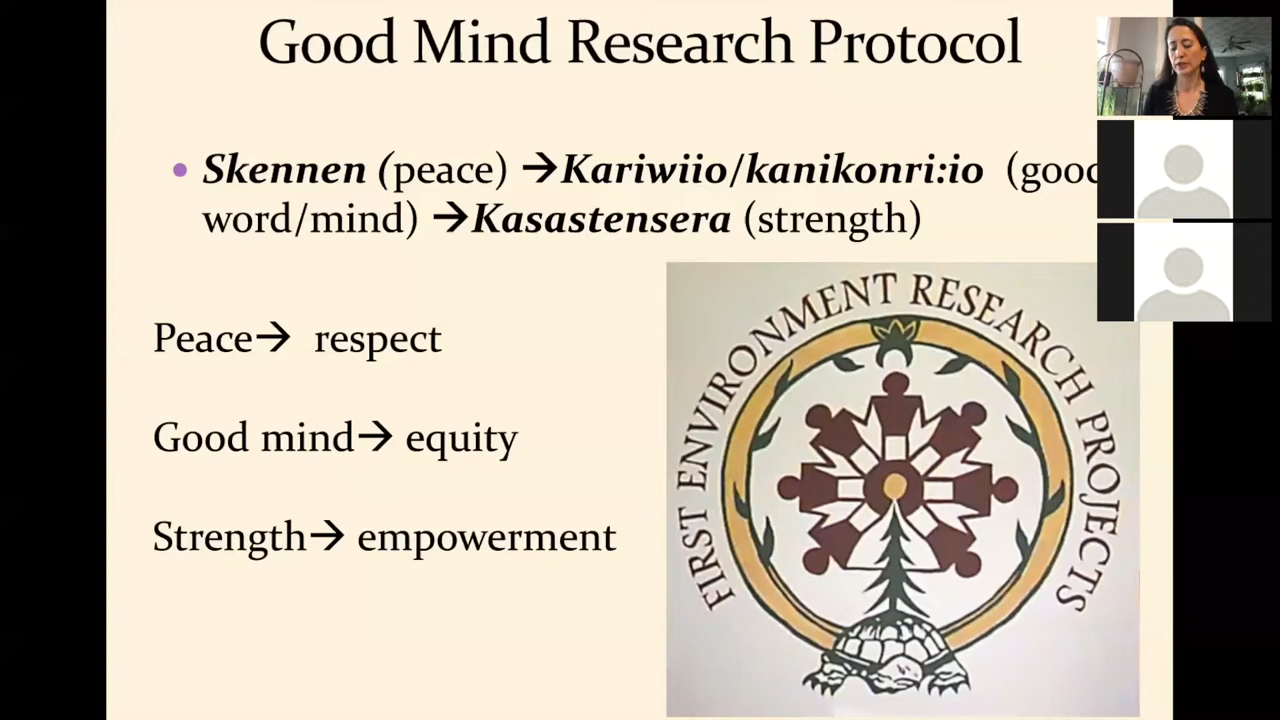 Good Mind Research Protocol
• Skennen (peace) →Kariwiio/kanikonri:io (good
word/mind) →Kasastensera (strength)
Peace→ respect
Good mind→ equity
Strength→ empowerment
FIRST ENVIRONMENT RESEARCH PROJECTS